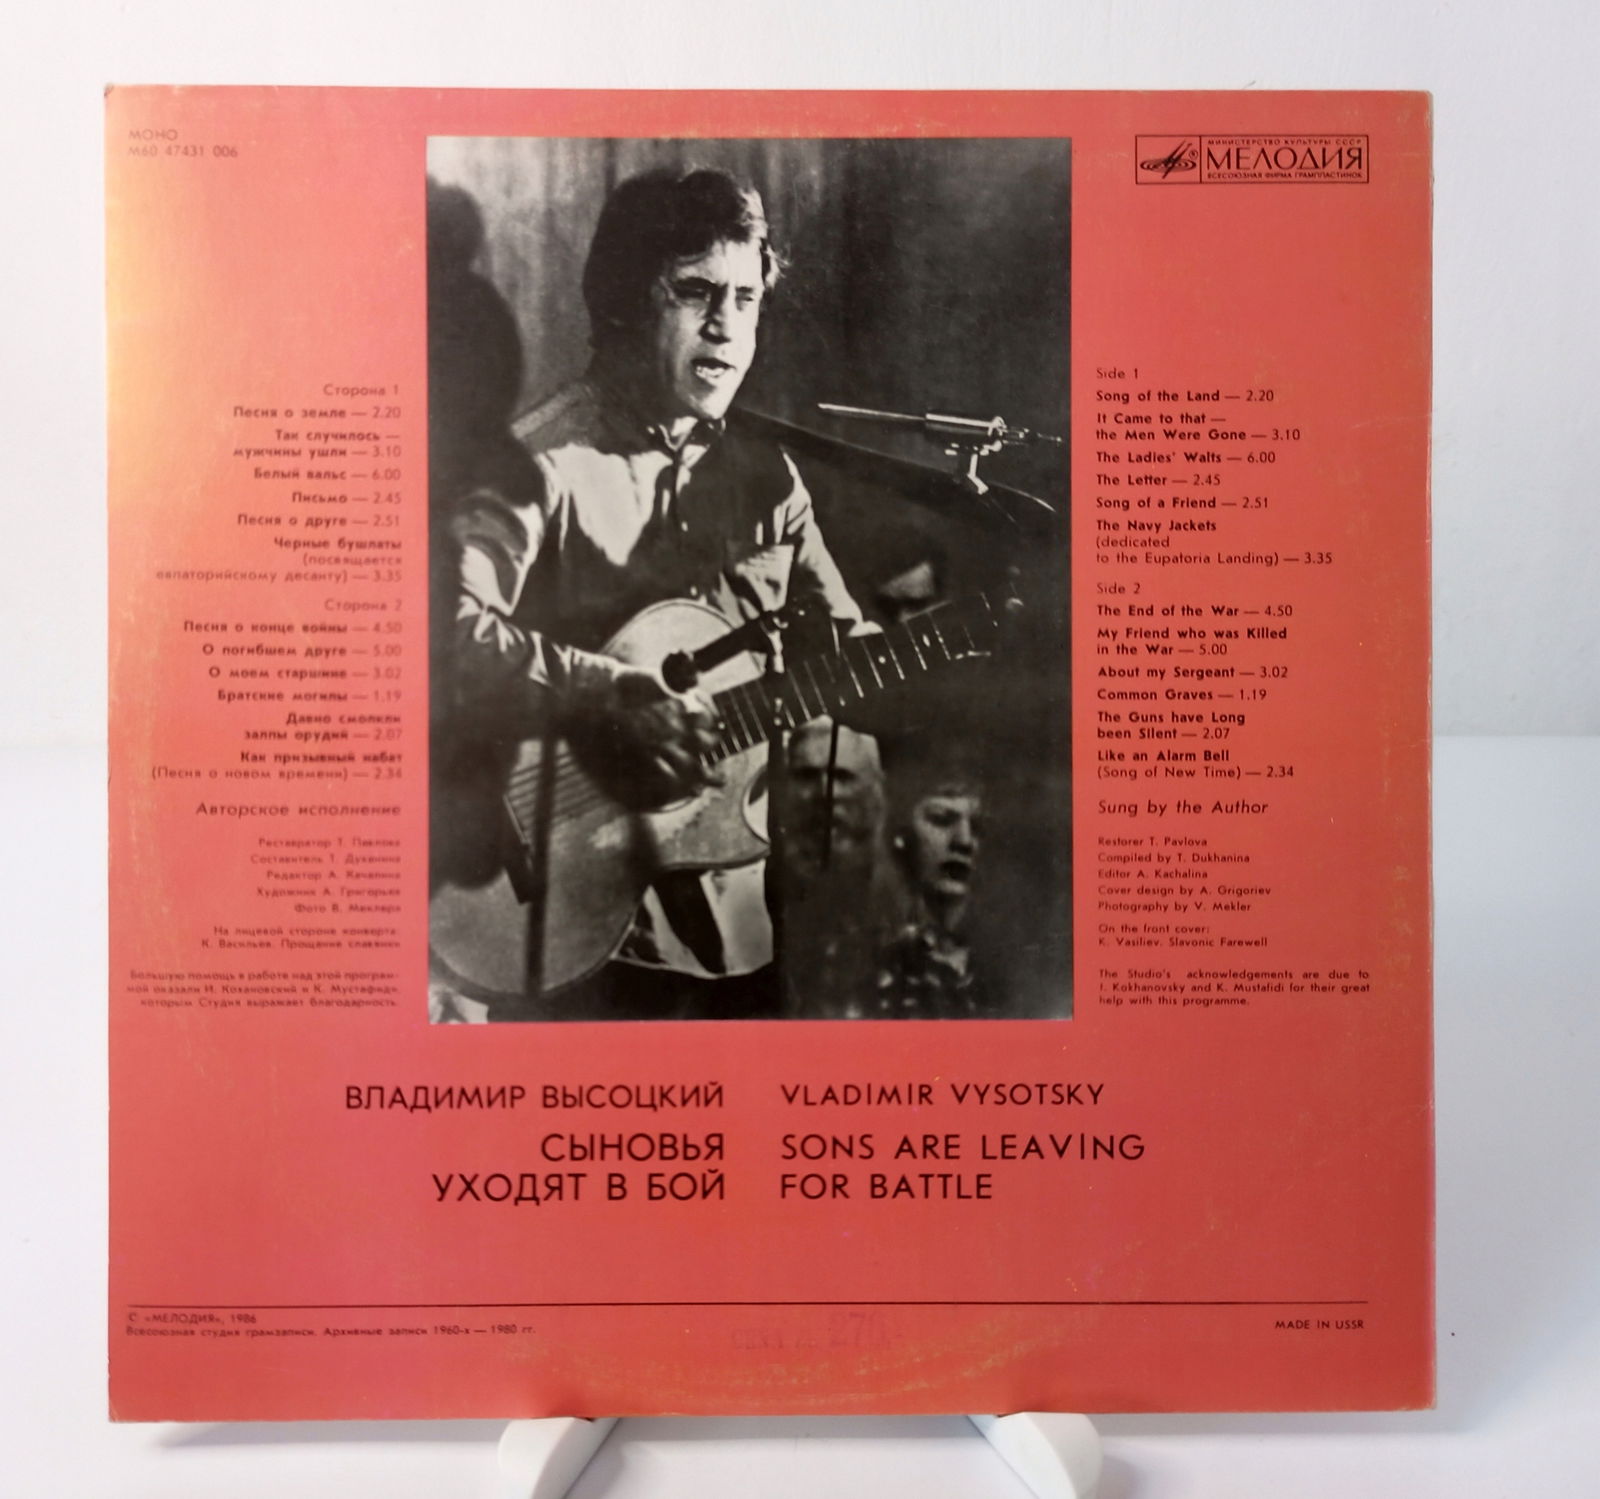 МОНО
М60 47431 006
МИНИСТЕРСТВО КУЛЬТУРЫ СССР
МЕЛОДИЯ
ВСЕСОЮЗНАЯ ФИРМА ГРАМПЛАСТИНОК
Сторона 1
Песня о земле — 2.20
Так случилось —
мужчины ушли — 3.10
Белый вальс — 6.00
Письмо — 2.45
Песня о друге — 2.51
Черные бушлаты
(посвящается
евпаторийскому десанту) — 3.35
Сторона 2
Песня о конце войны — 4.50
О погибшем друге — 5.00
О моем старшине — 3.02
Братские могилы — 1.19
Давно смолкли
залпы орудий — 2.07
Как призывный набат
(Песня о новом времени) — 2.34
Авторское исполнение
Реставратор Т. Павлова
Составитель Т. Духанина
Редактор А. Качалина
Художник А. Григорьев
Фото В. Меклера
На лицевой стороне конверта:
К. Васильев. Прощание славянки
Большую помощь в работе над этой програм-
мой оказали И. Кохановский и К. Мустафиди,
которым Студия выражает благодарность.
Side 1
Song of the Land — 2.20
It Came to that —
the Men Were Gone — 3.10
The Ladies' Walts — 6.00
The Letter — 2.45
Song of a Friend — 2.51
The Navy Jackets
(dedicated
to the Eupatoria Landing) — 3.35
Side 2
The End of the War — 4.50
My Friend who was Killed
in the War — 5.00
About my Sergeant — 3.02
Common Graves — 1.19
The Guns have Long
been Silent — 2.07
Like an Alarm Bell
(Song of New Time) — 2.34
Sung by the Author
Restorer T. Pavlova
Compiled by T. Dukhanina
Editor A. Kachalina
Cover design by A. Grigoriev
Photography by V. Mekler
On the front cover:
K. Vasiliev. Slavonic Farewell
The Studio's acknowledgements are due to
I. Kokhanovsky and K. Mustafidi for their great
help with this programme.
ВЛАДИМИР ВЫСОЦКИЙ
СЫНОВЬЯ
УХОДЯТ В БОЙ
VLADIMIR VYSOTSKY
SONS ARE LEAVING
FOR BATTLE
С «МЕЛОДИЯ», 1986
Всесоюзная студия грамзаписи. Архивные записи 1960-х — 1980 гг.
MADE IN USSR